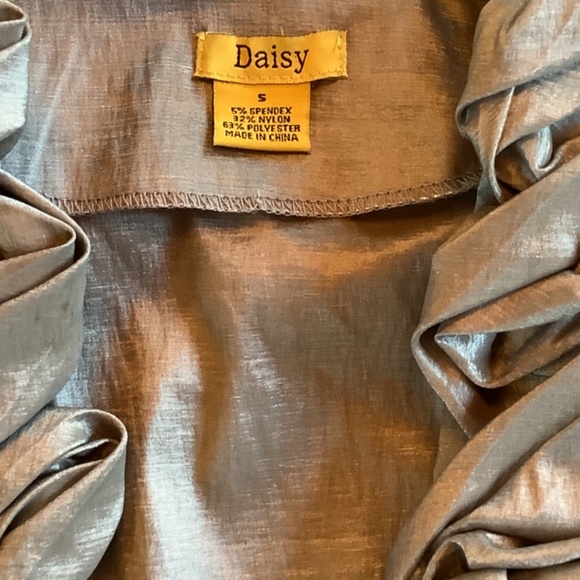 Daisy
S
5% SPENDEX
32% NYLON
63% POLYESTER
MADE IN CHINA